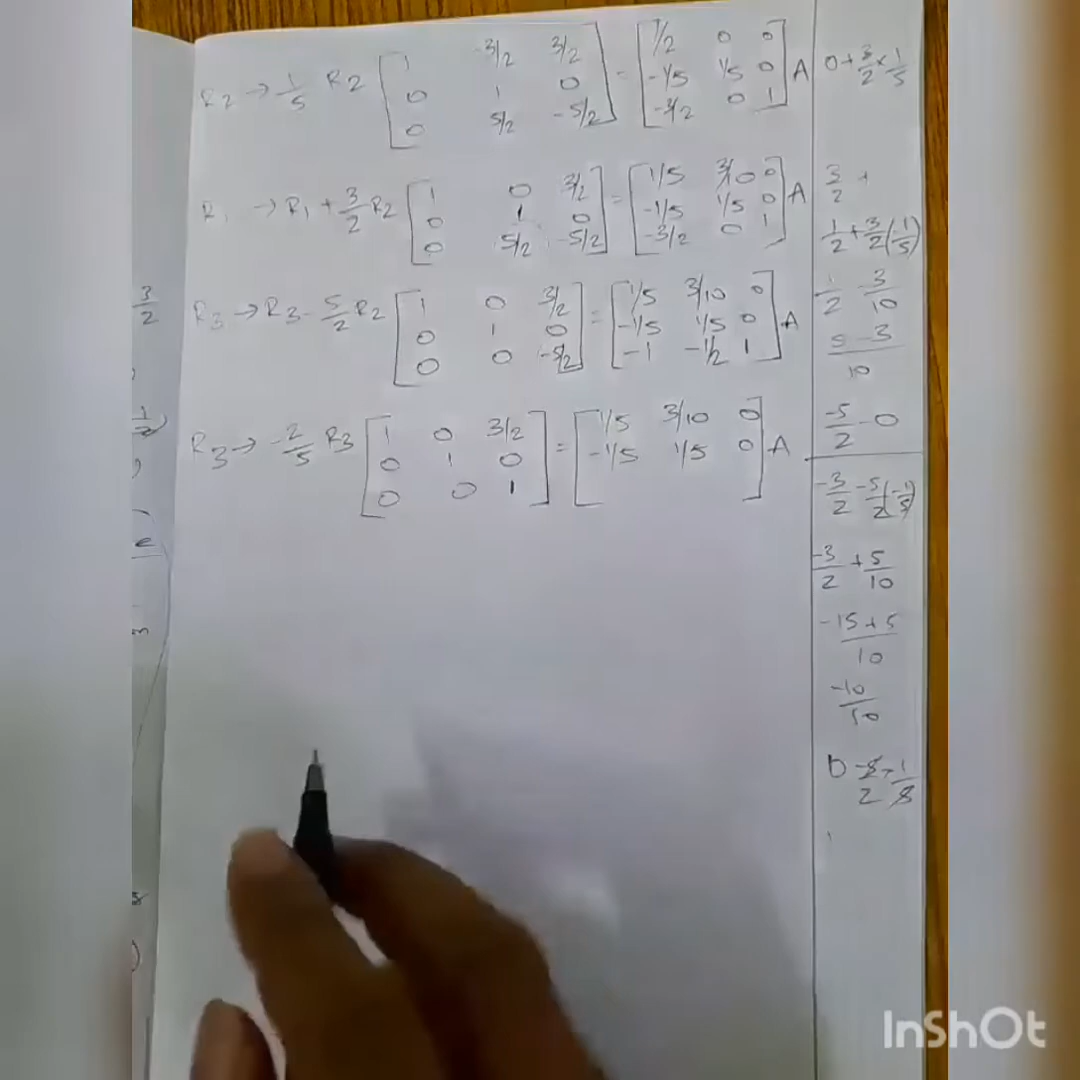 R2 → 1/5 R2 [ 1 -3/2 3/2 ; 0 1 0 ; 0 5/2 -5/2 ] = [ 1/2 0 0 ; -1/5 1/5 0 ; -3/2 0 1 ] A
R1 → R1 + 3/2 R2 [ 1 0 3/2 ; 0 1 0 ; 0 5/2 -5/2 ] = [ 1/5 3/10 0 ; -1/5 1/5 0 ; -3/2 0 1 ] A
R3 → R3 - 5/2 R2 [ 1 0 3/2 ; 0 1 0 ; 0 0 -5/2 ] = [ 1/5 3/10 0 ; -1/5 1/5 0 ; -1 -1/2 1 ] A
R3 → -2/5 R3 [ 1 0 3/2 ; 0 1 0 ; 0 0 1 ] = [ 1/5 3/10 0 ; -1/5 1/5 0 ] A
0 + 3/2 × 1/5
3/2 +
1/2 + 3/2 (-1/5)
1/2 - 3/10
5 - 3 / 10
-5/2 - 0
-3/2 - 5/2 (-1/5)
-3/2 + 5/10
-15 + 5 / 10
-10/10
3/2
1/2
InShOt